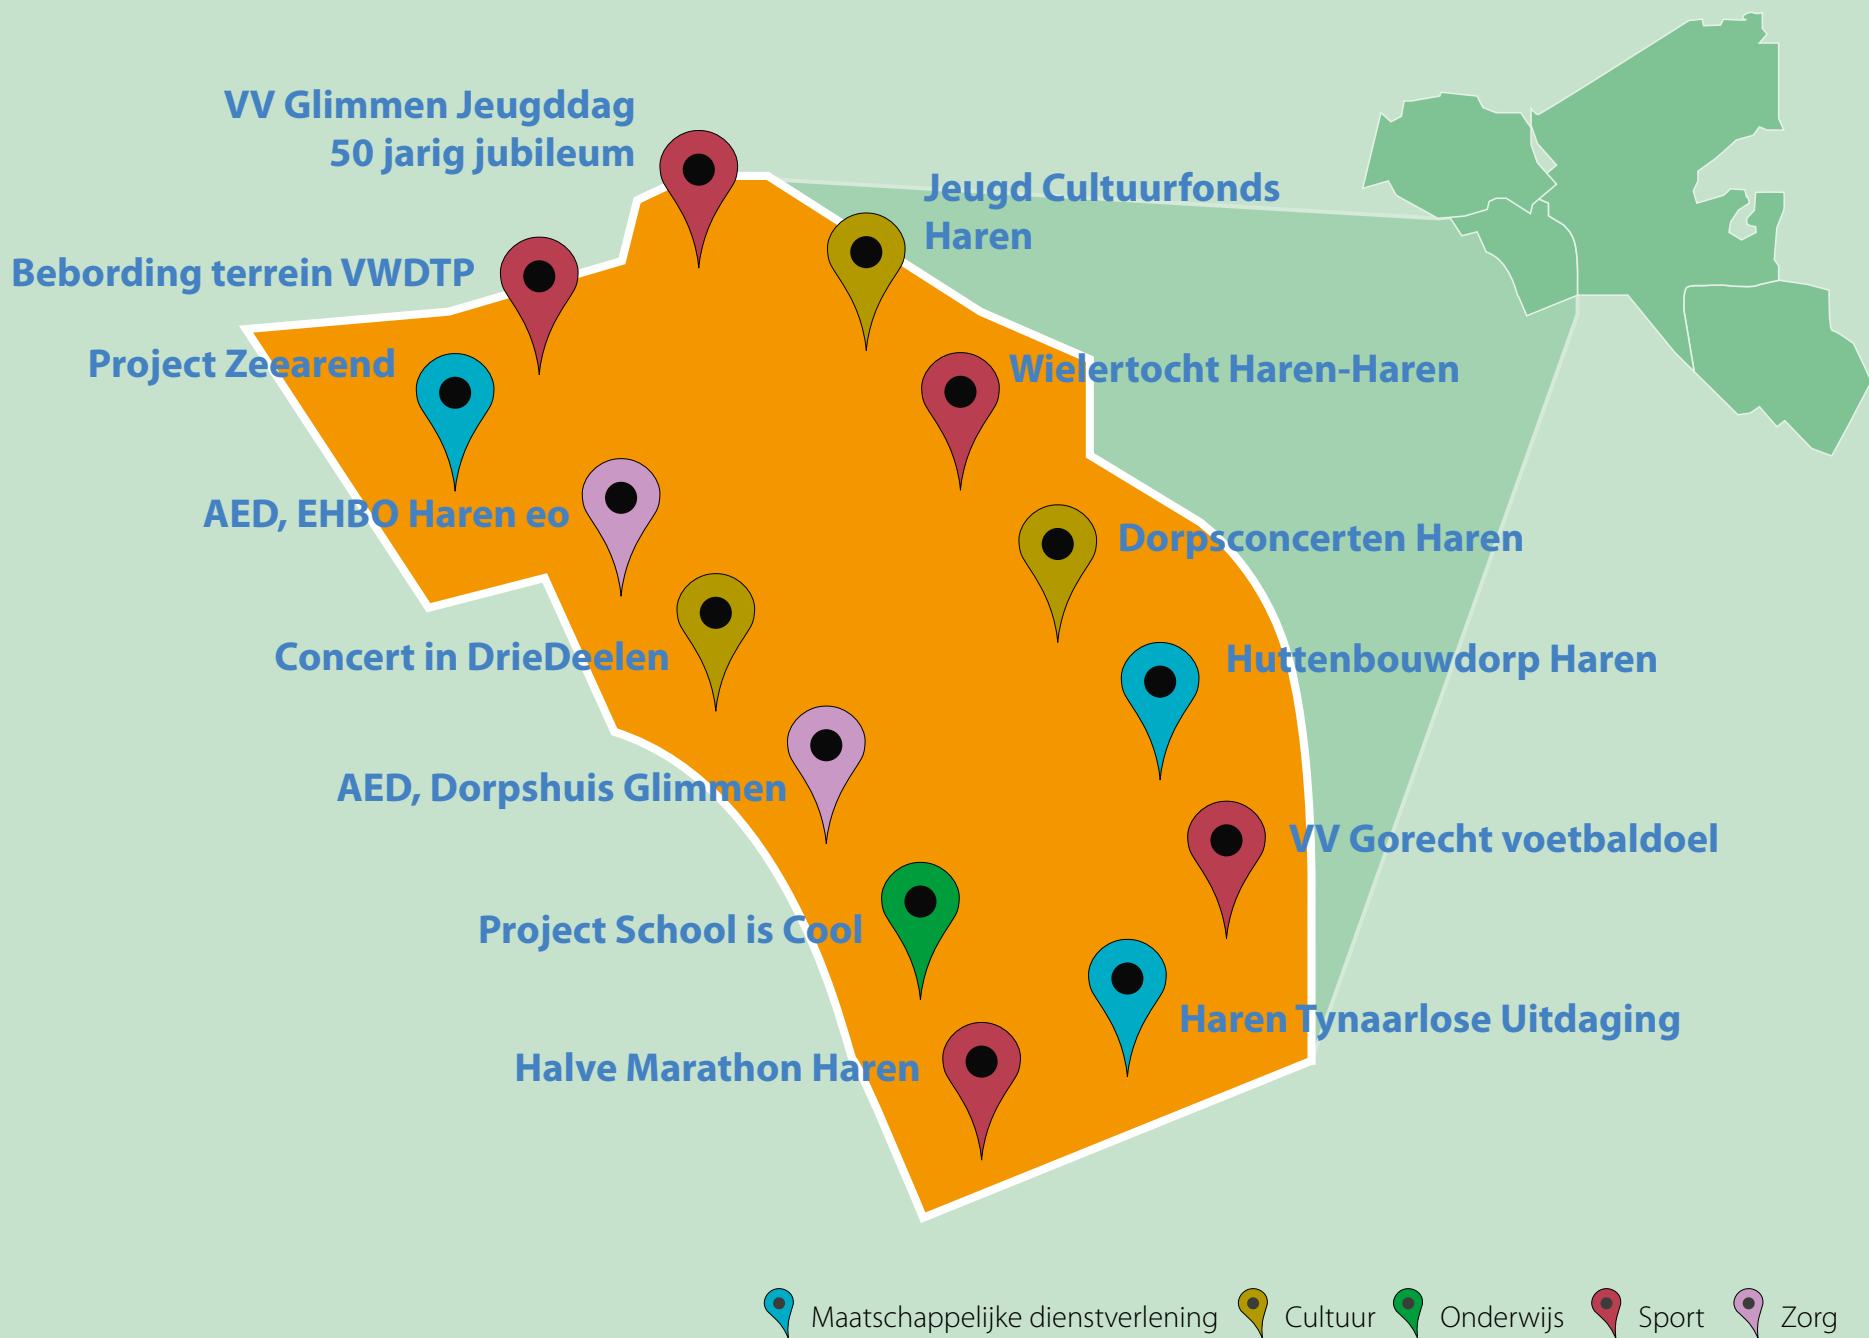 VV Glimmen Jeugddag
50 jarig jubileum
Jeugd Cultuurfonds
Haren
Bebording terrein VWDTP
Project Zeearend
Wielertocht Haren-Haren
AED, EHBO Haren eo
Dorpsconcerten Haren
Concert in DrieDeelen
Huttenbouwdorp Haren
AED, Dorpshuis Glimmen
VV Gorecht voetbaldoel
Project School is Cool
Haren Tynaarlose Uitdaging
Halve Marathon Haren
Maatschappelijke dienstverlening Cultuur Onderwijs Sport Zorg